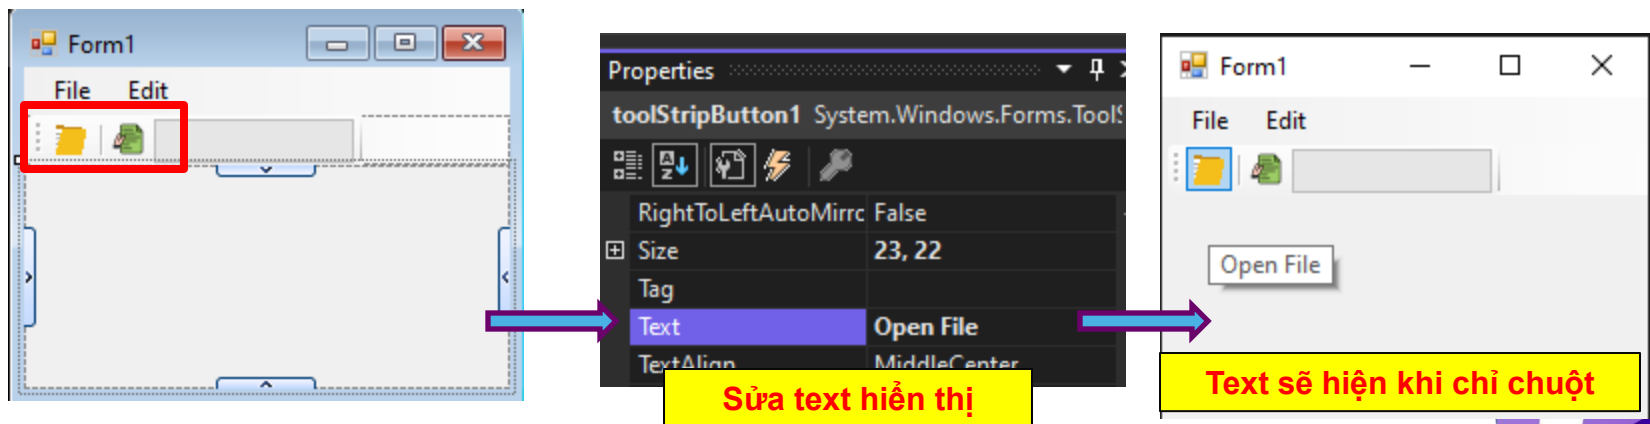 Form1
File Edit
Properties
toolStripButton1 System.Windows.Forms.ToolS
RightToLeftAutoMirrc False
Size 23, 22
Tag
Text Open File
TextAlign MiddleCenter
Sửa text hiển thị
Form1
File Edit
Open File
Text sẽ hiện khi chỉ chuột